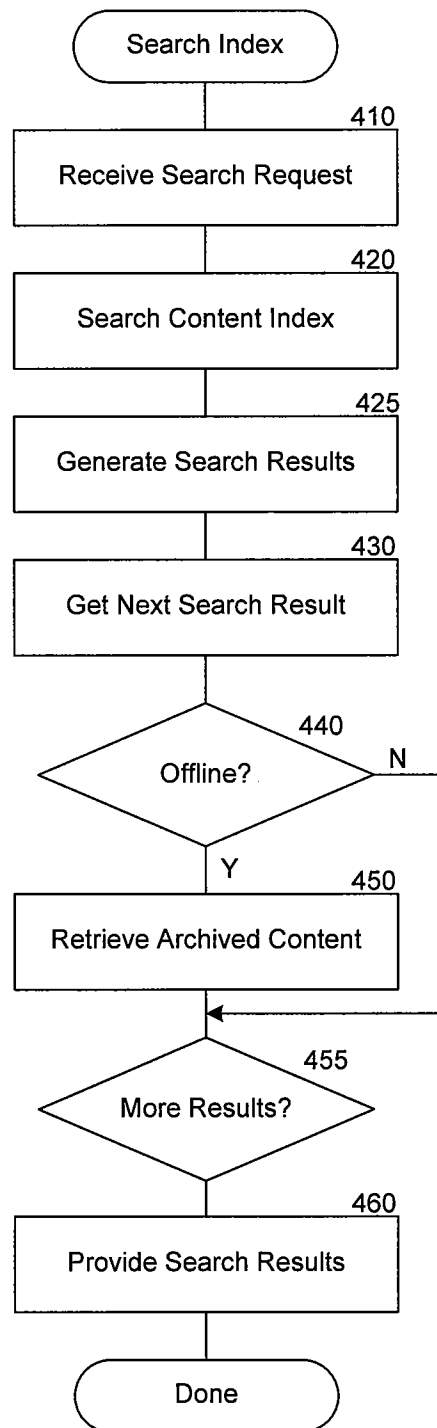 Search Index
410
Receive Search Request
420
Search Content Index
425
Generate Search Results
430
Get Next Search Result
440
Offline?
N
Y
450
Retrieve Archived Content
455
More Results?
460
Provide Search Results
Done